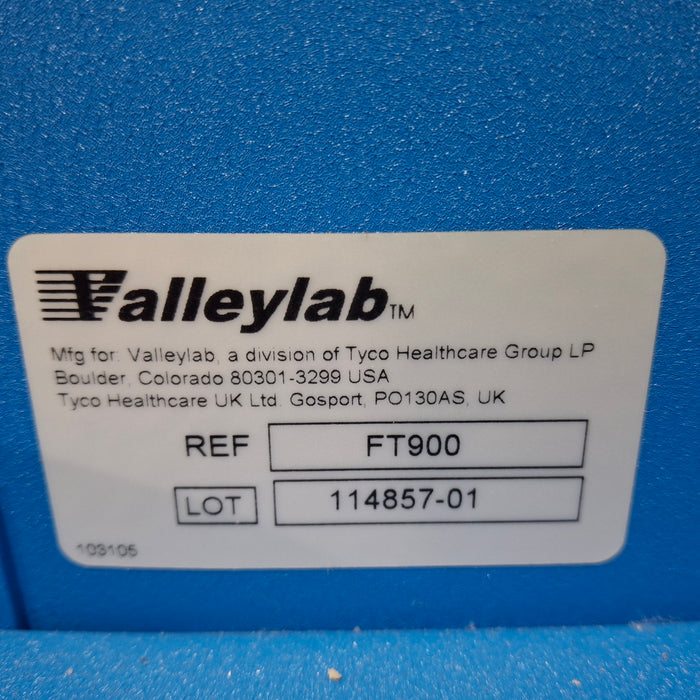 Valleylab™
Mfg for: Valleylab, a division of Tyco Healthcare Group LP
Boulder, Colorado 80301-3299 USA
Tyco Healthcare UK Ltd. Gosport, PO130AS, UK
REF FT900
LOT 114857-01
103105